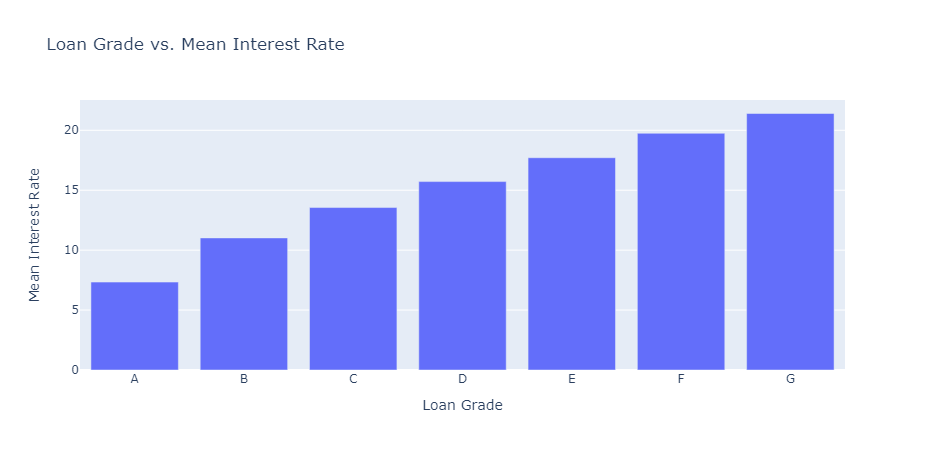 Loan Grade vs. Mean Interest Rate
Mean Interest Rate
20
15
10
5
0
A B C D E F G
Loan Grade